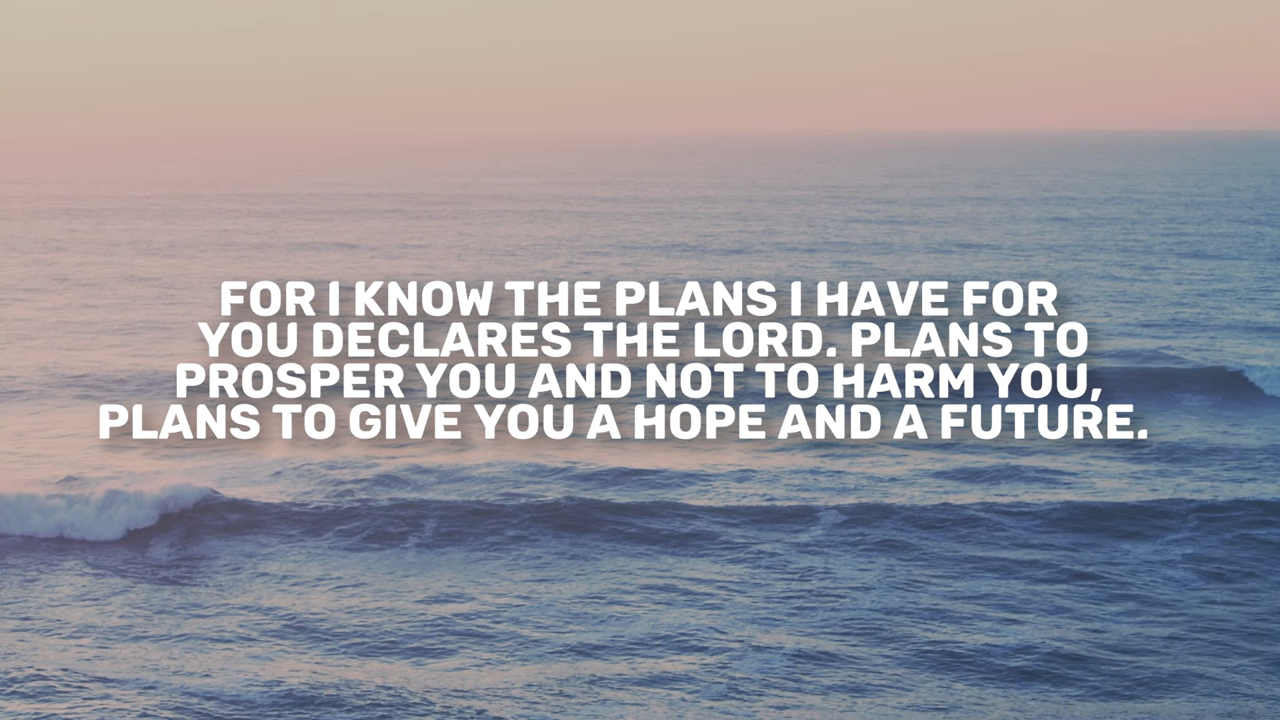 FOR I KNOW THE PLANS I HAVE FOR
YOU DECLARES THE LORD. PLANS TO
PROSPER YOU AND NOT TO HARM YOU,
PLANS TO GIVE YOU A HOPE AND A FUTURE.